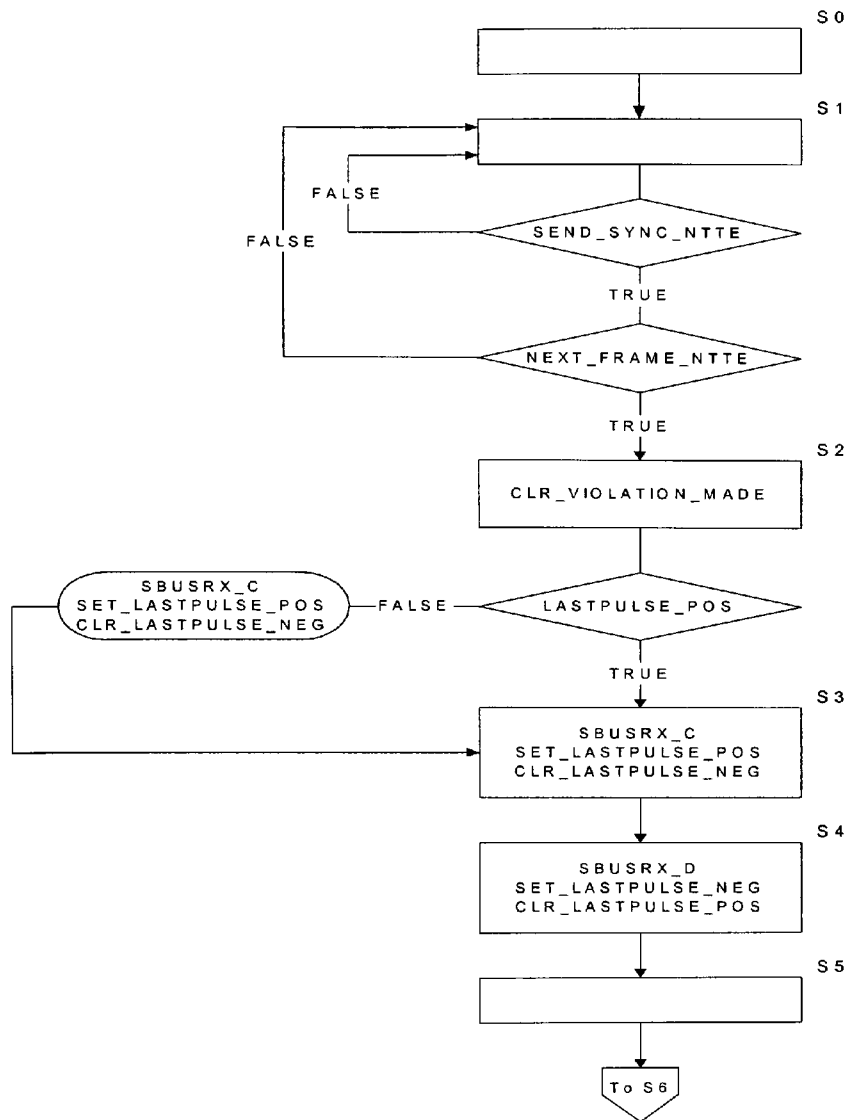 S0
S1
FALSE
SEND_SYNC_NTTE
FALSE
TRUE
NEXT_FRAME_NTTE
TRUE
S2
CLR_VIOLATION_MADE
SBUSRX_C
SET_LASTPULSE_POS
CLR_LASTPULSE_NEG
FALSE
LASTPULSE_POS
TRUE
S3
SBUSRX_C
SET_LASTPULSE_POS
CLR_LASTPULSE_NEG
S4
SBUSRX_D
SET_LASTPULSE_NEG
CLR_LASTPULSE_POS
S5
To S6